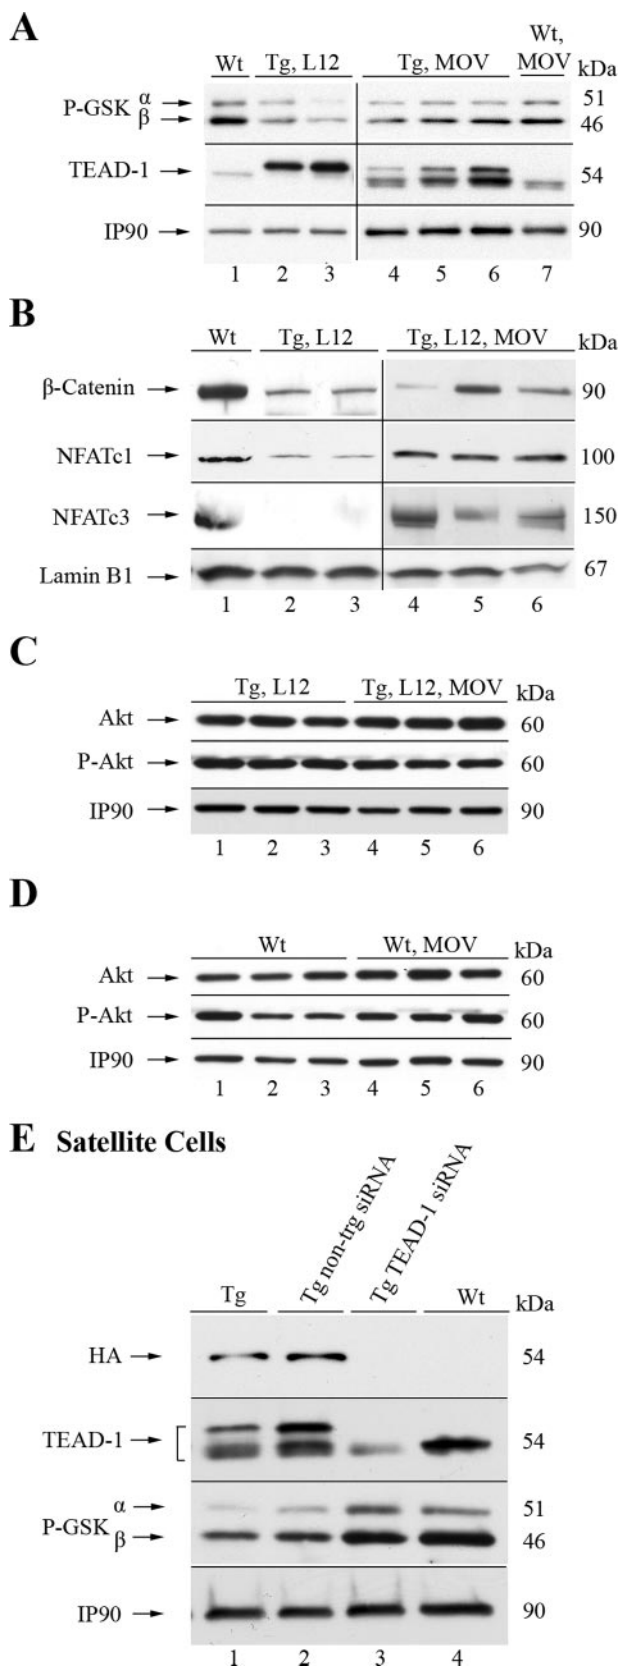 A
Wt Tg, L12 Tg, MOV Wt, MOV kDa
P-GSK α 51
β 46
TEAD-1 54
IP90 90
1 2 3 4 5 6 7
B
Wt Tg, L12 Tg, L12, MOV kDa
β-Catenin 90
NFATc1 100
NFATc3 150
Lamin B1 67
1 2 3 4 5 6
C
Tg, L12 Tg, L12, MOV kDa
Akt 60
P-Akt 60
IP90 90
1 2 3 4 5 6
D
Wt Wt, MOV kDa
Akt 60
P-Akt 60
IP90 90
1 2 3 4 5 6
E Satellite Cells
Tg Tg non-trg siRNA Tg TEAD-1 siRNA Wt kDa
HA 54
TEAD-1 54
P-GSK α 51
β 46
IP90 90
1 2 3 4